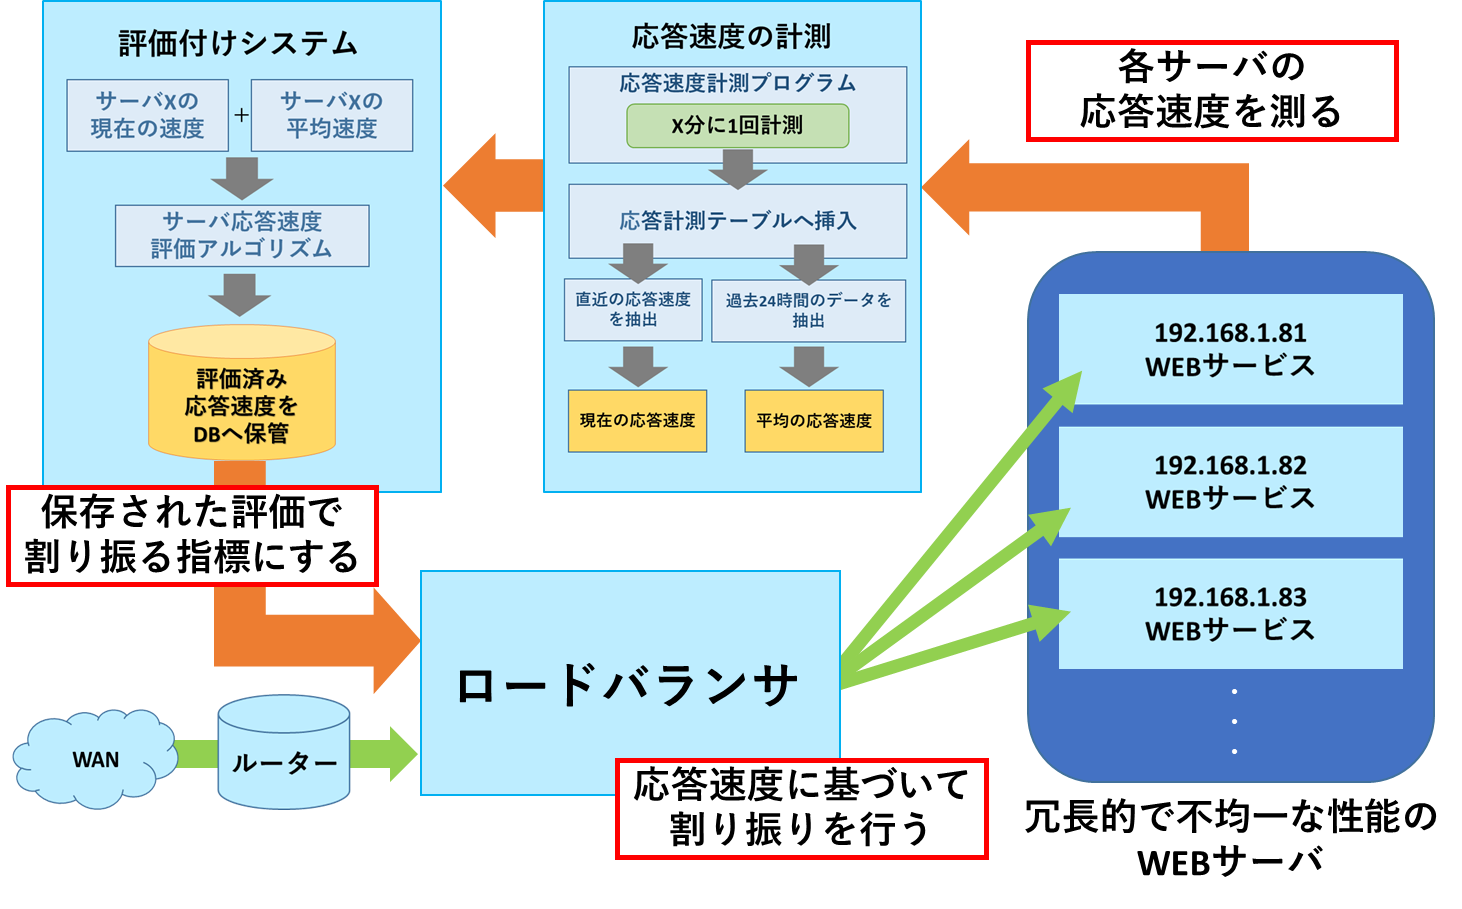 評価付けシステム
サーバXの
現在の速度
+
サーバXの
平均速度
サーバ応答速度
評価アルゴリズム
評価済み
応答速度を
DBへ保管
応答速度の計測
応答速度計測プログラム
X分に1回計測
応答計測テーブルへ挿入
直近の応答速度
を抽出
過去24時間のデータを
抽出
現在の応答速度
平均の応答速度
各サーバの
応答速度を測る
192.168.1.81
WEBサービス
192.168.1.82
WEBサービス
192.168.1.83
WEBサービス
・
・
・
冗長的で不均一な性能の
WEBサーバ
保存された評価で
割り振る指標にする
ロードバランサ
WAN
ルーター
応答速度に基づいて
割り振りを行う